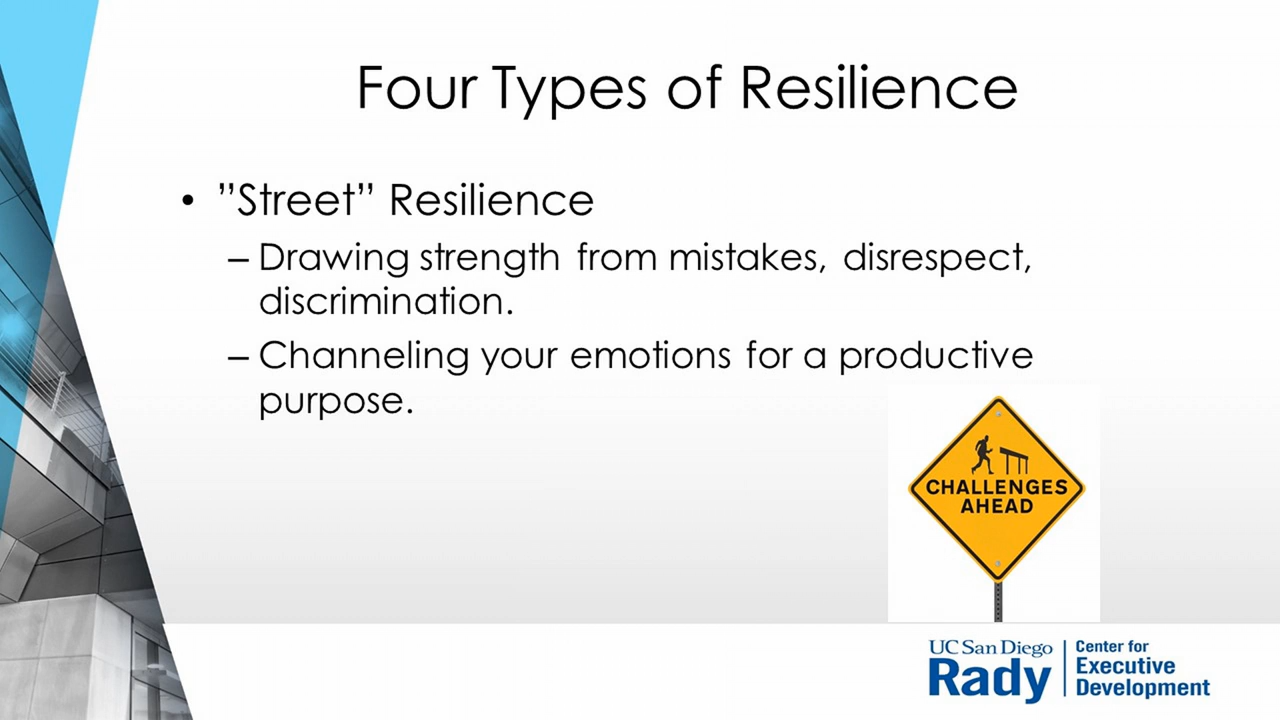 Four Types of Resilience
• ”Street” Resilience
– Drawing strength from mistakes, disrespect,
discrimination.
– Channeling your emotions for a productive
purpose.
CHALLENGES
AHEAD
UC San Diego
Rady
Center for
Executive
Development